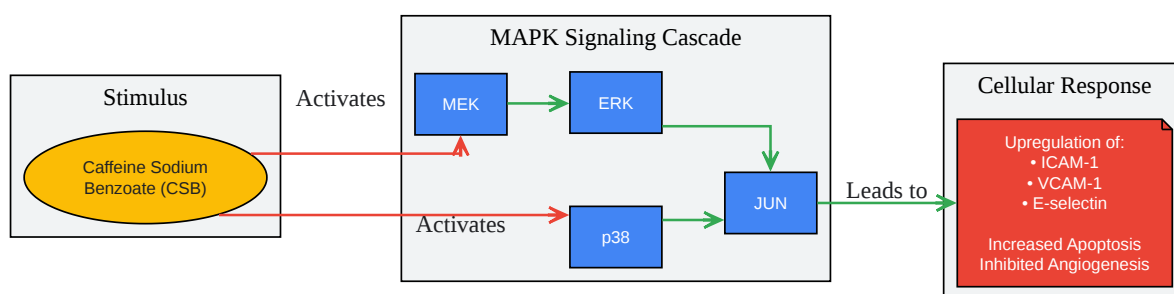 Stimulus
Caffeine Sodium
Benzoate (CSB)
Activates
Activates
MAPK Signaling Cascade
MEK
ERK
p38
JUN
Leads to
Cellular Response
Upregulation of:
• ICAM-1
• VCAM-1
• E-selectin
Increased Apoptosis
Inhibited Angiogenesis